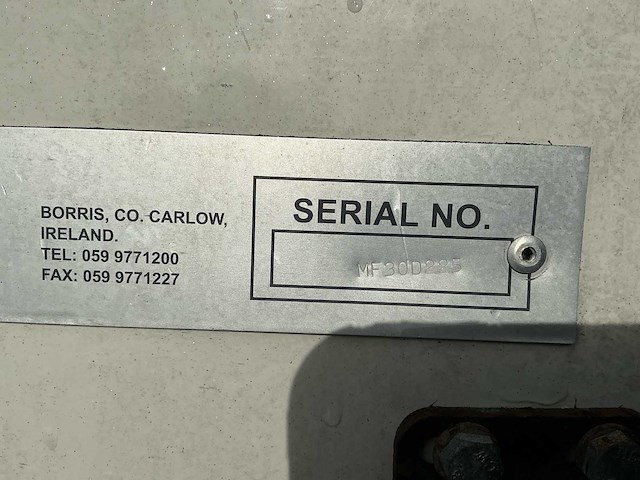 BORRIS, CO. CARLOW,
IRELAND.
TEL: 059 9771200
FAX: 059 9771227
SERIAL NO.